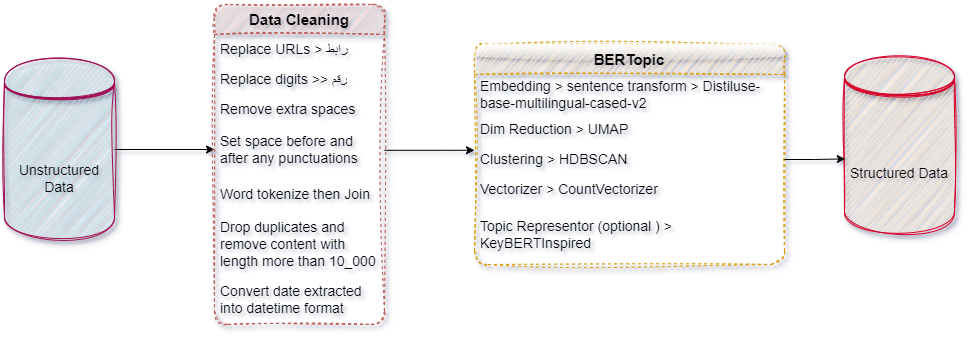 Unstructured
Data
Data Cleaning
Replace URLs > رابط
Replace digits >> رقم
Remove extra spaces
Set space before and
after any punctuations
Word tokenize then Join
Drop duplicates and
remove content with
length more than 10_000
Convert date extracted
into datetime format
BERTopic
Embedding > sentence transform > Distiluse-
base-multilingual-cased-v2
Dim Reduction > UMAP
Clustering > HDBSCAN
Vectorizer > CountVectorizer
Topic Representor (optional ) >
KeyBERTInspired
Structured Data